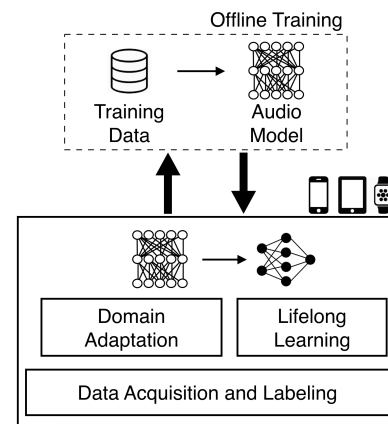 Offline Training
Training Audio
Data Model
Domain Lifelong
Adaptation Learning
Data Acquisition and Labeling